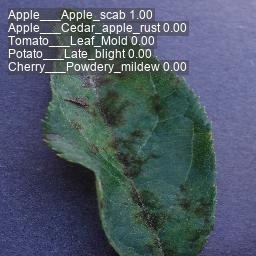 Apple___Apple_scab 1.00
Apple___Cedar_apple_rust 0.00
Tomato___Leaf_Mold 0.00
Potato___Late_blight 0.00
Cherry___Powdery_mildew 0.00